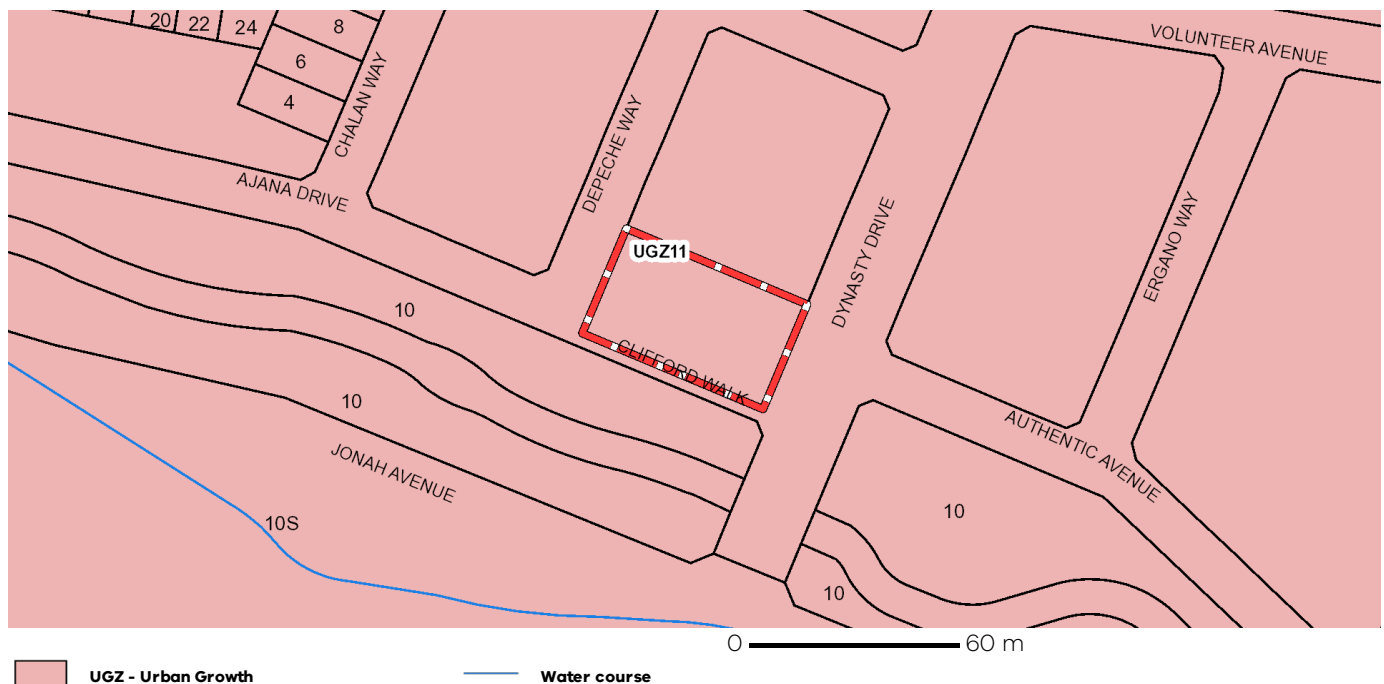 20
22
24
8
6
4
CHALAN WAY
VOLUNTEER AVENUE
DEPECHE WAY
AJANA DRIVE
UGZ11
DYNASTY DRIVE
ERGANO WAY
10
CLIFFORD WALK
10
JONAH AVENUE
AUTHENTIC AVENUE
10S
10
10
0 60 m
UGZ - Urban Growth
Water course